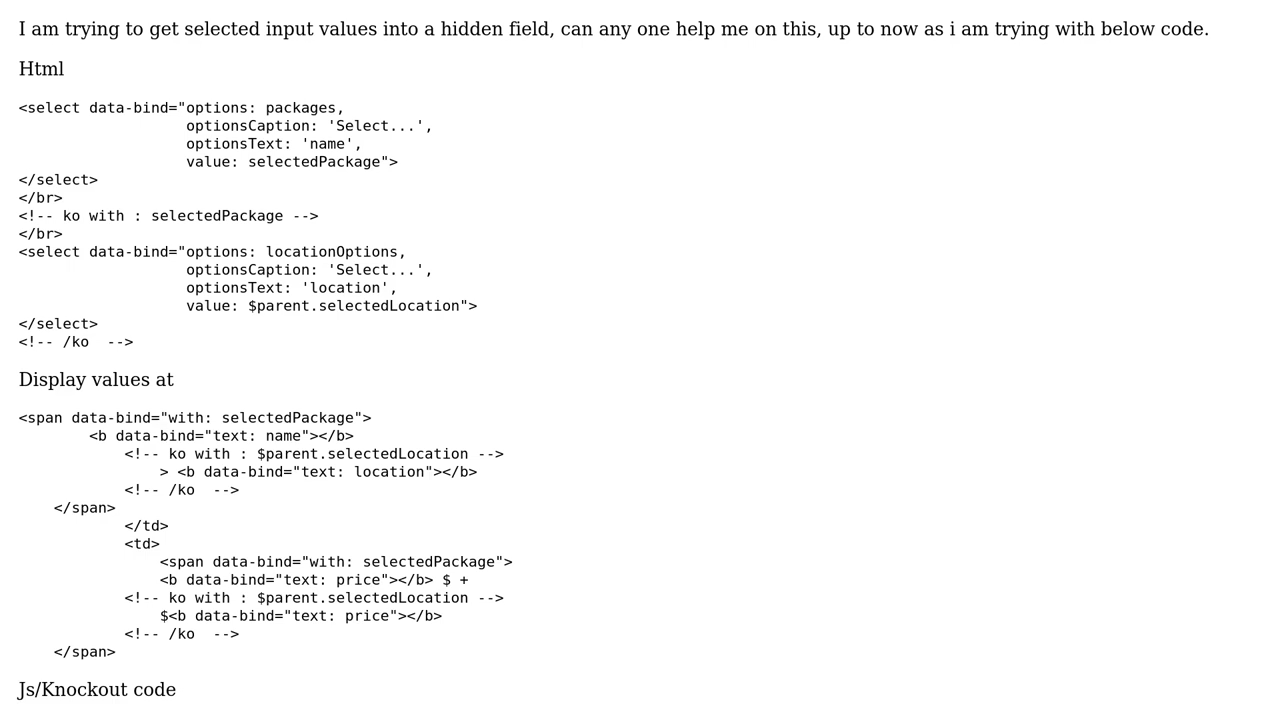 I am trying to get selected input values into a hidden field, can any one help me on this, up to now as i am trying with below code.
Html
<select data-bind="options: packages,
                   optionsCaption: 'Select...',
                   optionsText: 'name',
                   value: selectedPackage">
</select>
</br>
<!-- ko with : selectedPackage -->
</br>
<select data-bind="options: locationOptions,
                   optionsCaption: 'Select...',
                   optionsText: 'location',
                   value: $parent.selectedLocation">
</select>
<!-- /ko  -->
Display values at
<span data-bind="with: selectedPackage">
        <b data-bind="text: name"></b>
            <!-- ko with : $parent.selectedLocation -->
                > <b data-bind="text: location"></b>
            <!-- /ko  -->
    </span>
            </td>
            <td>
                <span data-bind="with: selectedPackage">
                <b data-bind="text: price"></b> $ +
            <!-- ko with : $parent.selectedLocation -->
                $<b data-bind="text: price"></b>
            <!-- /ko  -->
    </span>
Js/Knockout code